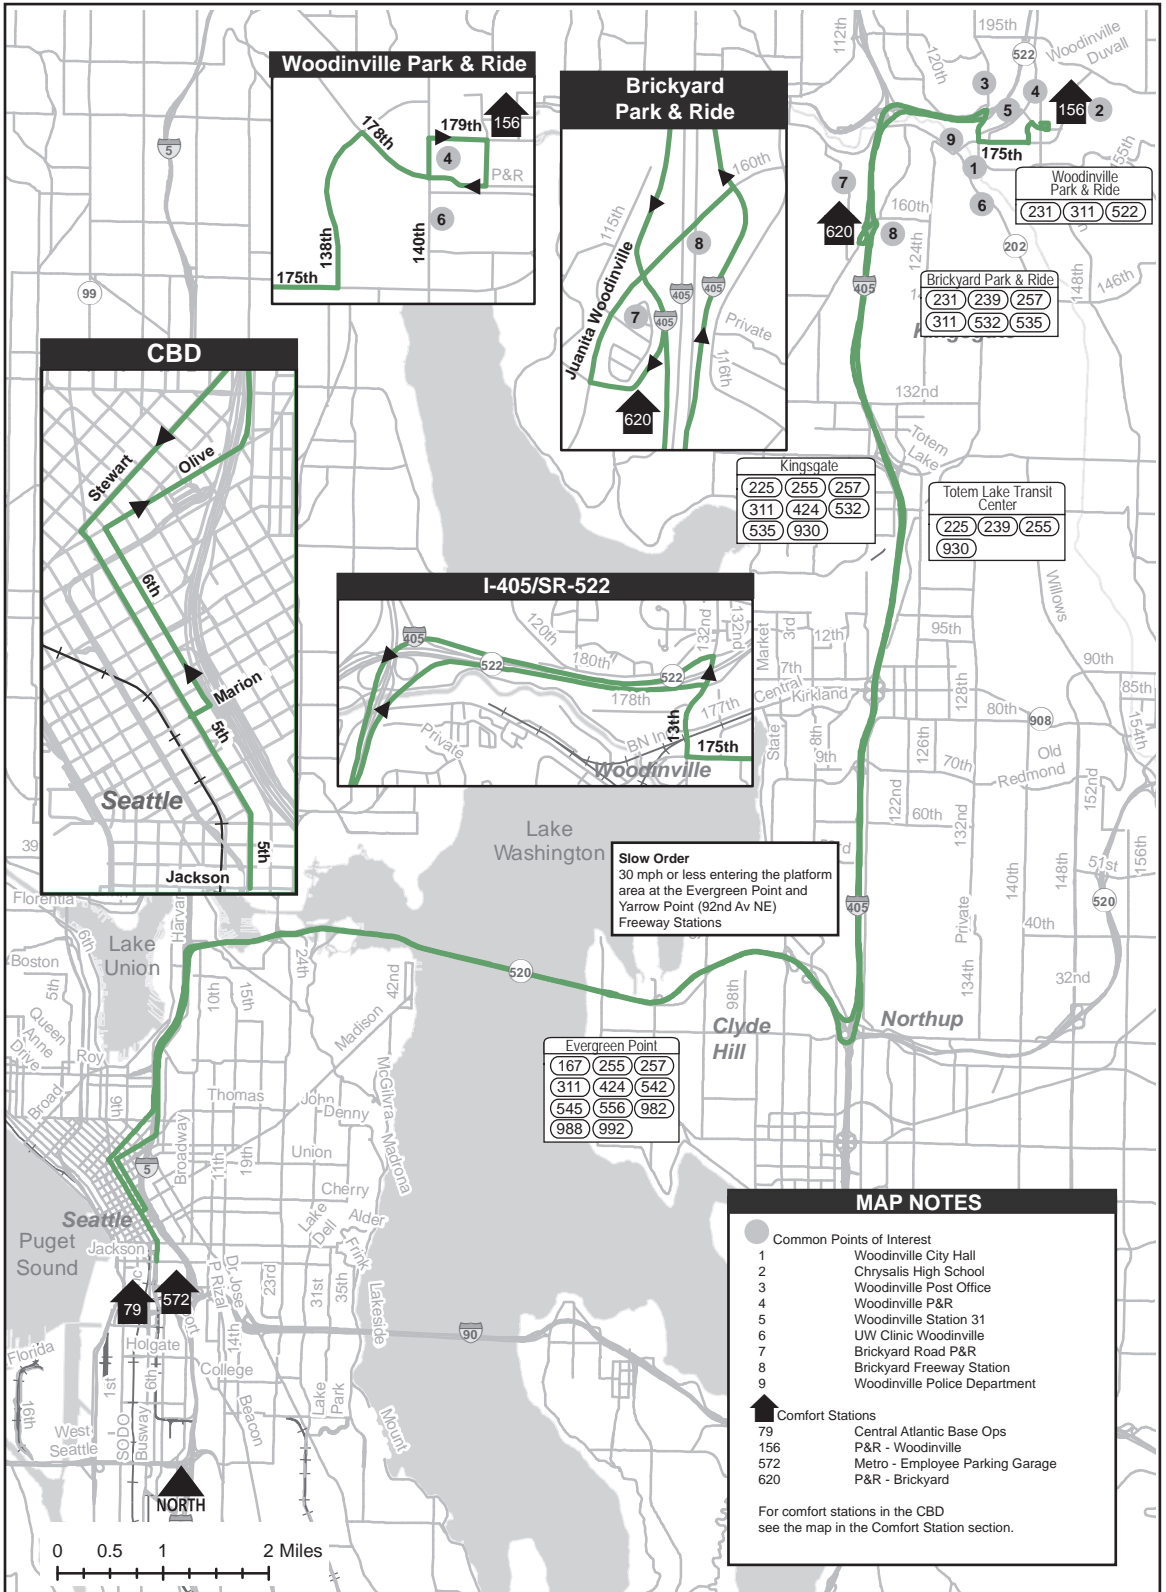 195th
112th
120th
522
Woodinville
Duvall
3
4
5
156
2
9
175th
155th
1
7
6
160th
620
8
124th
202
148th
146th
405
Woodinville
Park & Ride
231 311 522
Brickyard Park & Ride
231 239 257
311 532 535
132nd
Totem
Lake
Woodinville Park & Ride
178th
179th
156
4
P&R
138th
140th
6
175th
Brickyard
Park & Ride
160th
115th
8
Juanita Woodinville
405
405
405
7
Private
116th
620
5
99
CBD
Stewart
Olive
6th
Marion
5th
Seattle
5th
Jackson
Kingsgate
225 255 257
311 424 532
535 930
Totem Lake Transit
Center
225 239 255
930
Willows
I-405/SR-522
405
120th
132nd
132nd
522
180th
522
178th
177th
13th
Private
BN In
175th
Woodinville
Market
3rd
12th
7th
Central
Kirkland
State
8th
9th
95th
90th
85th
128th
80th
908
154th
126th
Old
Redmond
70th
122nd
152nd
60th
132nd
156th
51st
148th
140th
520
Private
40th
134th
32nd
Lake
Washington
Slow Order
30 mph or less entering the platform
area at the Evergreen Point and
Yarrow Point (92nd Av NE)
Freeway Stations
405
39
Florentia
Harvar
6th
Lake
Union
Boston
5th
24th
10th
15th
42nd
520
98th
Clyde
Hill
Northup
Queen
Anne
Drive
Roy
Madison
McGilvra
Broad
9th
Thomas
John
Denny
Madrona
Evergreen Point
167 255 257
311 424 542
545 556 982
988 992
Broadway
11th
19th
Union
5
Cherry
Seattle
Puget
Sound
Jackson
Lake
Dell
Alder
Frink
79
572
Dr Jose
P Rizal
23rd
31st
35th
Lakeside
14th
90
Holgate
Florida
College
1st
6th
16th
West
Seattle
SODO
Busway
Beacon
Lake
Park
Mount
NORTH
0 0.5 1 2 Miles
MAP NOTES
Common Points of Interest
1 Woodinville City Hall
2 Chrysalis High School
3 Woodinville Post Office
4 Woodinville P&R
5 Woodinville Station 31
6 UW Clinic Woodinville
7 Brickyard Road P&R
8 Brickyard Freeway Station
9 Woodinville Police Department
Comfort Stations
79 Central Atlantic Base Ops
156 P&R - Woodinville
572 Metro - Employee Parking Garage
620 P&R - Brickyard
For comfort stations in the CBD
see the map in the Comfort Station section.